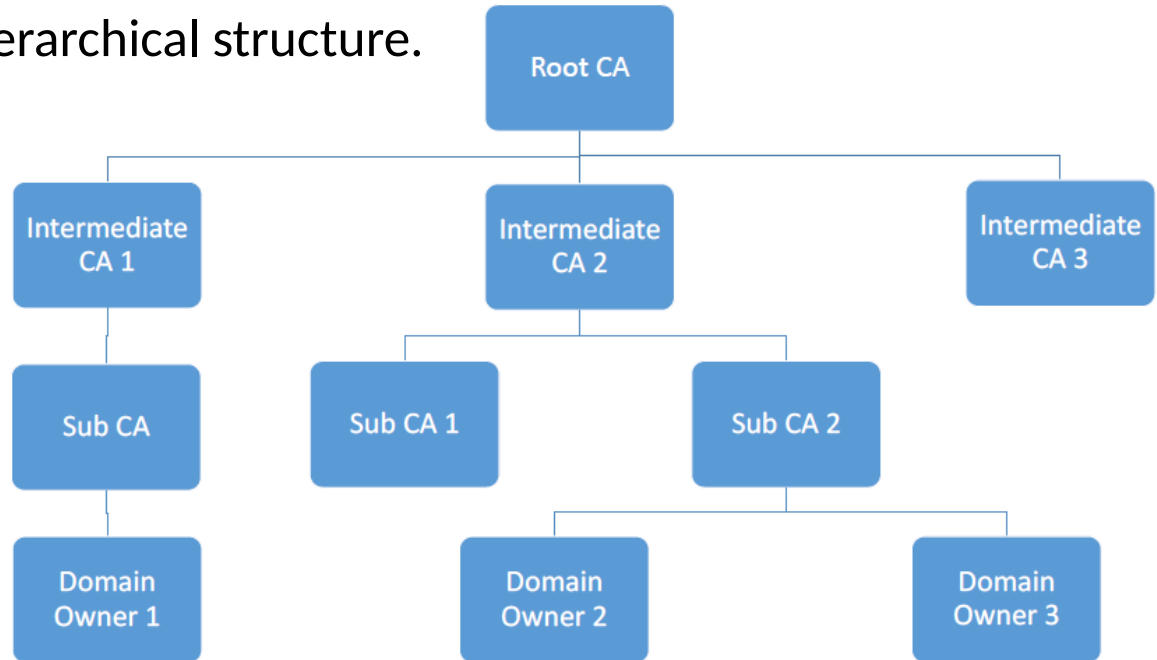 erarchical structure.
Root CA
Intermediate
CA 1
Intermediate
CA 2
Intermediate
CA 3
Sub CA
Sub CA 1
Sub CA 2
Domain
Owner 1
Domain
Owner 2
Domain
Owner 3